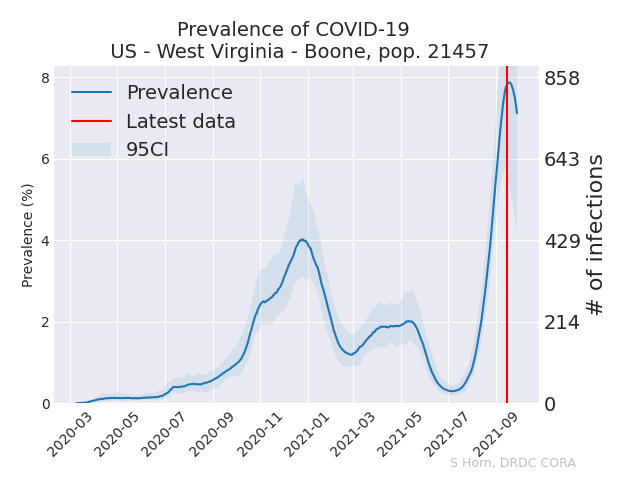 Prevalence of COVID-19
US - West Virginia - Boone, pop. 21457
Prevalence
Latest data
95CI
Prevalence (%)
8
6
4
2
0
858
643
429
214
0
# of infections
2020-03
2020-05
2020-07
2020-09
2020-11
2021-01
2021-03
2021-05
2021-07
2021-09
S Horn, DRDC CORA